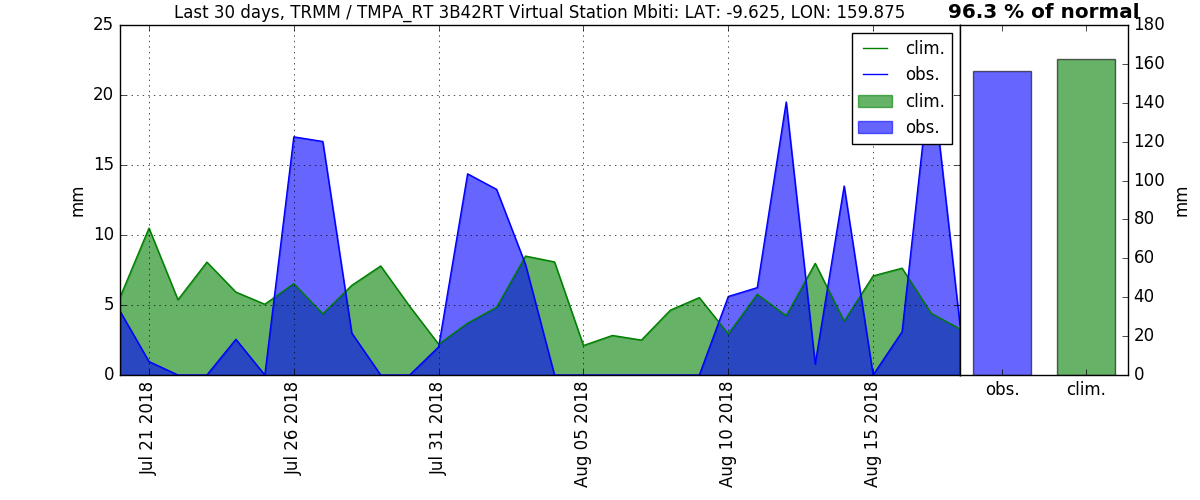 Last 30 days, TRMM / TMPA_RT 3B42RT Virtual Station Mbiti: LAT: -9.625, LON: 159.875
96.3 % of normal
25
20
15
10
5
0
mm
clim.
obs.
clim.
obs.
Jul 21 2018
Jul 26 2018
Jul 31 2018
Aug 05 2018
Aug 10 2018
Aug 15 2018
180
160
140
120
100
80
60
40
20
0
mm
obs.
clim.